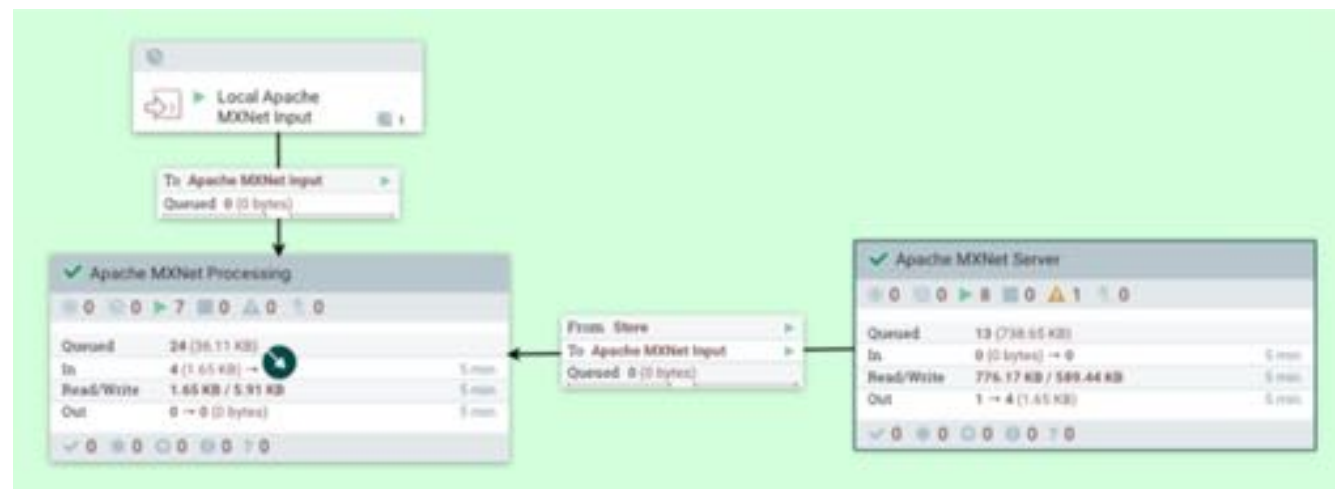 Local Apache
MXNet Input
To Apache MXNet Input
Queued 0 (0 bytes)
Apache MXNet Processing
0 0 7 0 0 0
Queued 24 (36.11 KB)
In 4 (1.65 KB) → 5 min
Read/Write 1.65 KB / 5.91 KB 5 min
Out 0 → 0 (0 bytes) 5 min
0 0 0 0 ? 0
From Store
To Apache MXNet Input
Queued 0 (0 bytes)
Apache MXNet Server
0 0 8 0 1 0
Queued 13 (738.65 KB)
In 0 (0 bytes) → 0 5 min
Read/Write 776.17 KB / 589.44 KB 5 min
Out 1 → 4 (1.65 KB) 5 min
0 0 0 0 ? 0